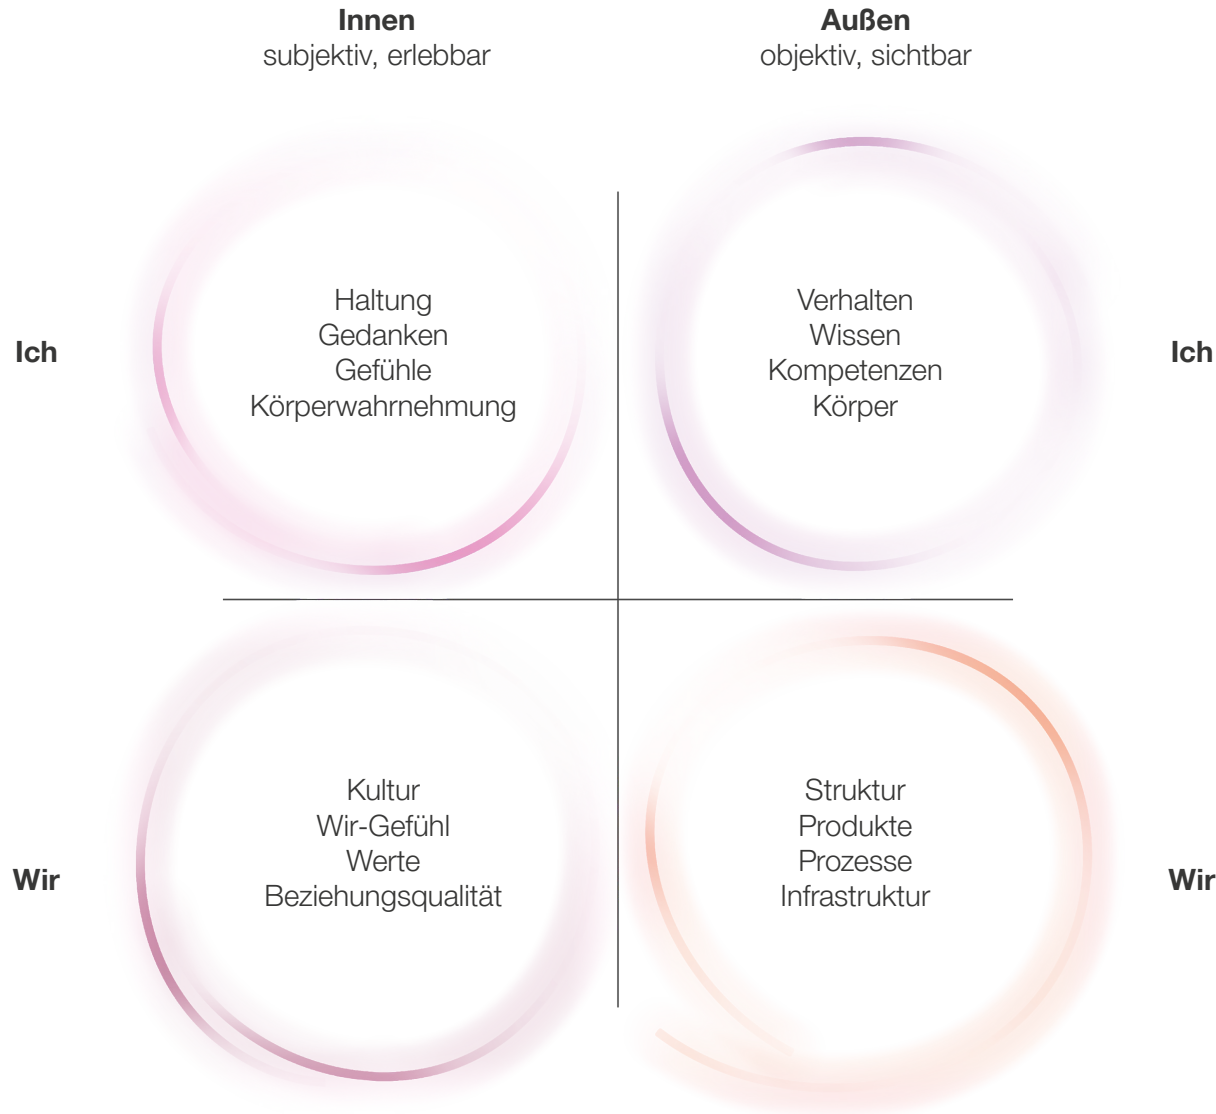 Innen
subjektiv, erlebbar
Außen
objektiv, sichtbar
Ich
Haltung
Gedanken
Gefühle
Körperwahrnehmung
Verhalten
Wissen
Kompetenzen
Körper
Ich
Wir
Kultur
Wir-Gefühl
Werte
Beziehungsqualität
Struktur
Produkte
Prozesse
Infrastruktur
Wir